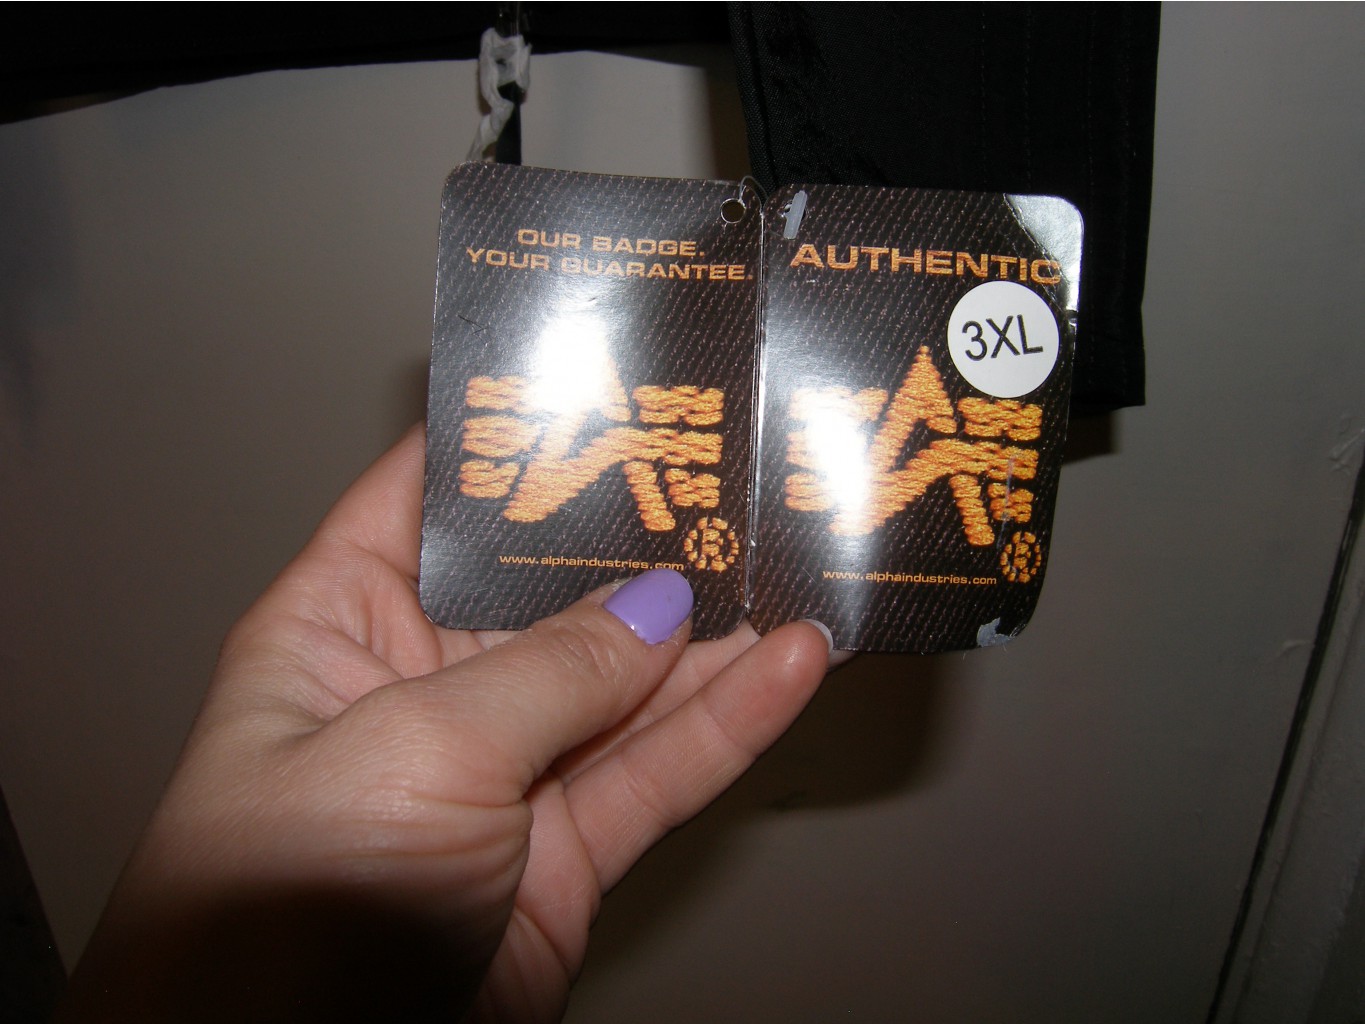 OUR BADGE.
YOUR GUARANTEE.
www.alphaindustries.com
R
AUTHENTIC
3XL
www.alphaindustries.com
R